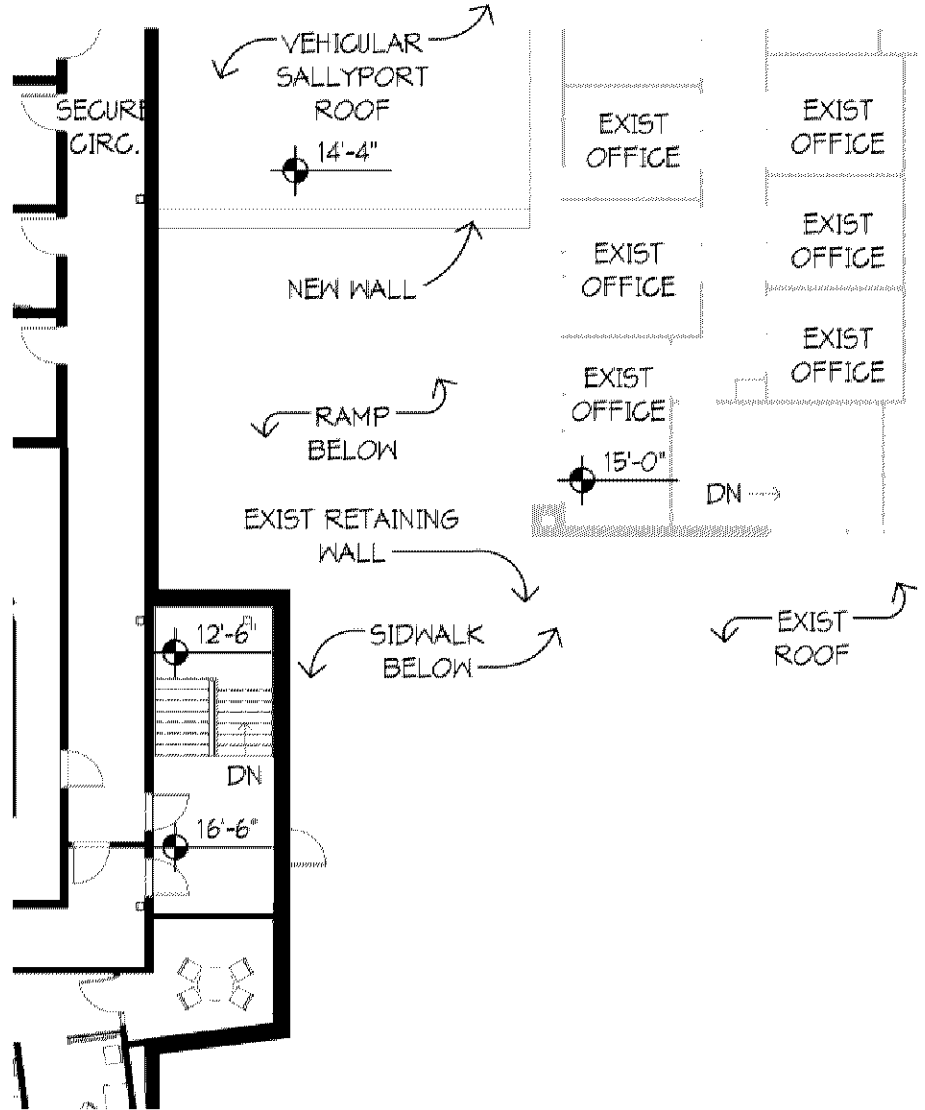 VEHICULAR
SALLYPORT
ROOF
14'-4"
SECURE
CIRC.
EXIST
OFFICE
EXIST
OFFICE
EXIST
OFFICE
EXIST
OFFICE
NEW WALL
EXIST
OFFICE
EXIST
OFFICE
RAMP
BELOW
15'-0"
DN
EXIST RETAINING
WALL
12'-6"
SIDWALK
BELOW
EXIST
ROOF
DN
16'-6"